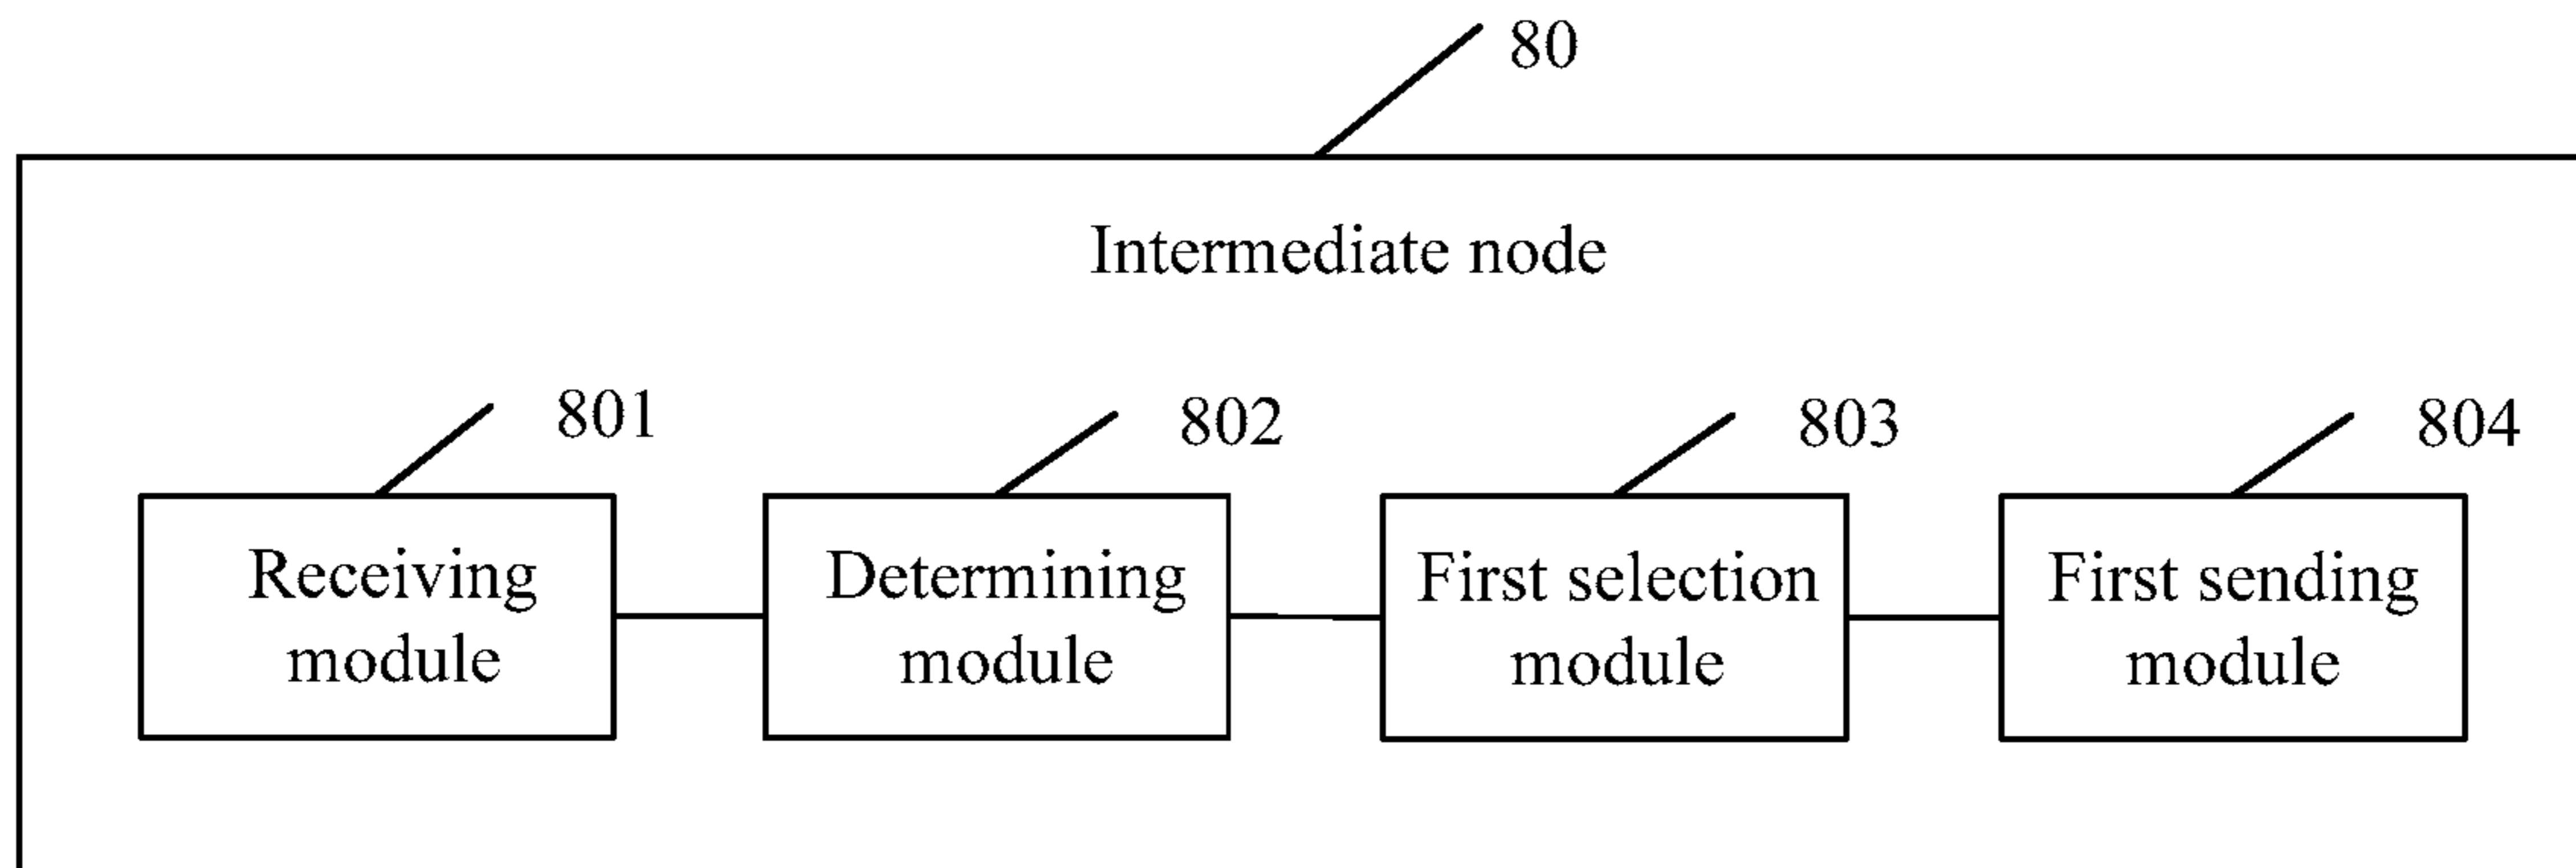 80
Intermediate node
801
802
803
804
Receiving
module
Determining
module
First selection
module
First sending
module